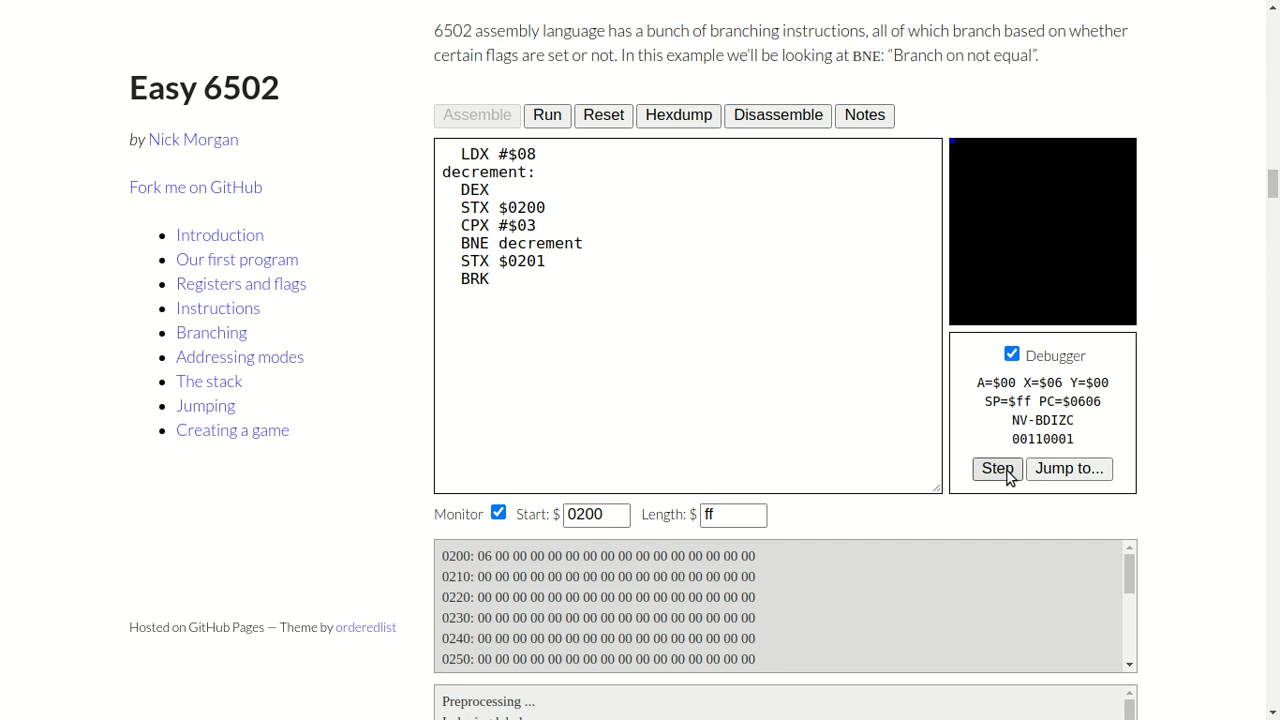 6502 assembly language has a bunch of branching instructions, all of which branch based on whether
certain flags are set or not. In this example we'll be looking at BNE: “Branch on not equal”.
Easy 6502
by Nick Morgan
Fork me on GitHub
Introduction
Our first program
Registers and flags
Instructions
Branching
Addressing modes
The stack
Jumping
Creating a game
Hosted on GitHub Pages — Theme by orderedlist
Assemble Run Reset Hexdump Disassemble Notes
LDX #$08
decrement:
DEX
STX $0200
CPX #$03
BNE decrement
STX $0201
BRK
Debugger
A=$00 X=$06 Y=$00
SP=$ff PC=$0606
NV-BDIZC
00110001
Step Jump to...
Monitor Start: $ 0200 Length: $ ff
0200: 06 00 00 00 00 00 00 00 00 00 00 00 00 00 00 00
0210: 00 00 00 00 00 00 00 00 00 00 00 00 00 00 00 00
0220: 00 00 00 00 00 00 00 00 00 00 00 00 00 00 00 00
0230: 00 00 00 00 00 00 00 00 00 00 00 00 00 00 00 00
0240: 00 00 00 00 00 00 00 00 00 00 00 00 00 00 00 00
0250: 00 00 00 00 00 00 00 00 00 00 00 00 00 00 00 00
Preprocessing ...